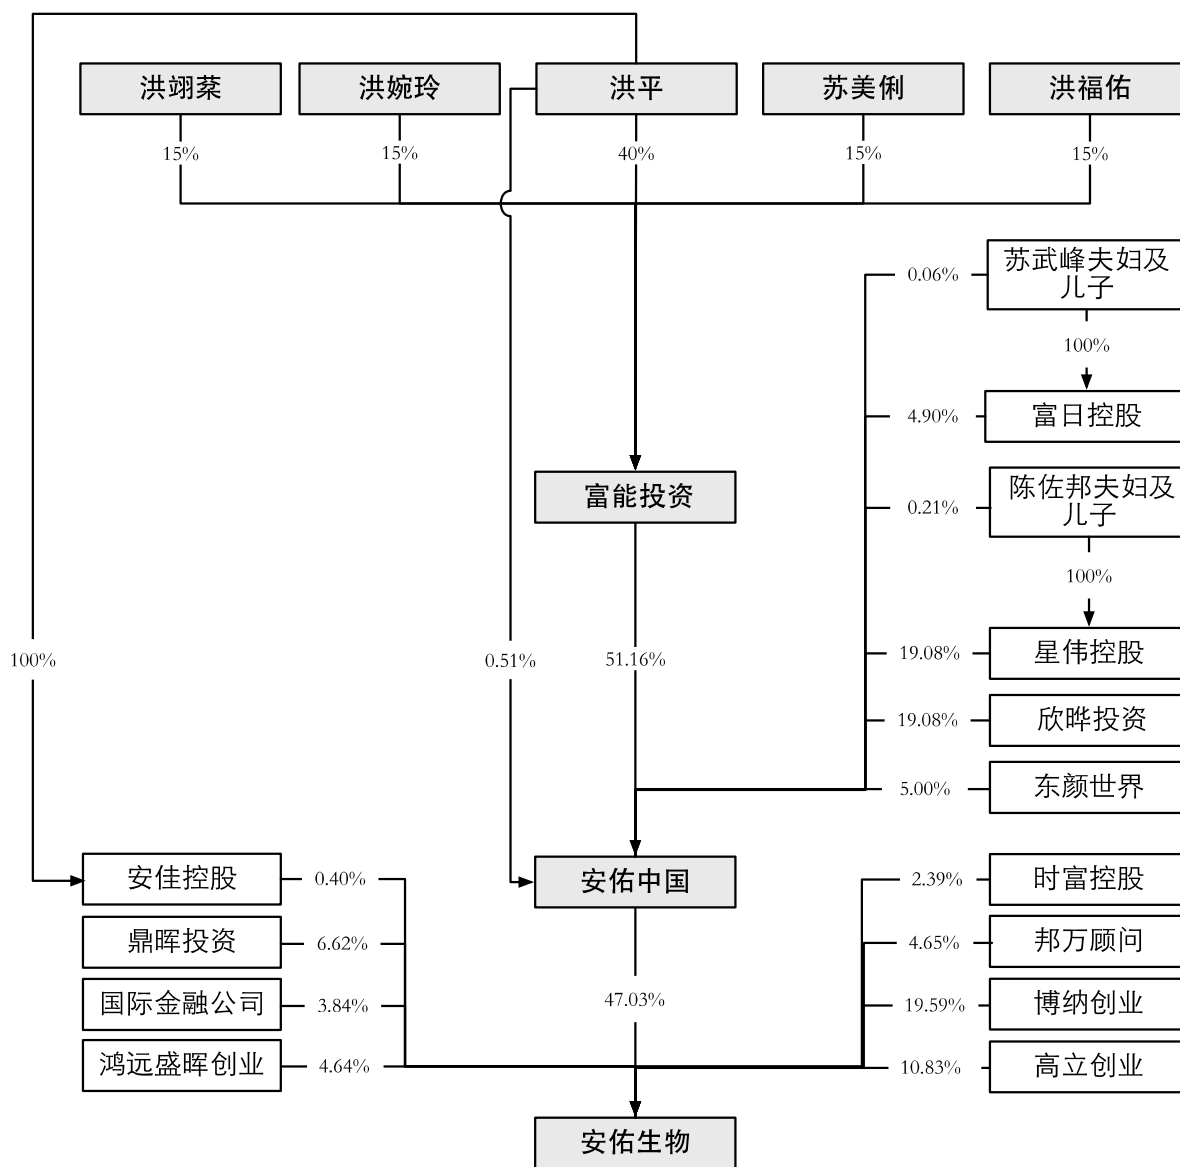 洪翊棻
洪婉玲
洪平
苏美俐
洪福佑
15%
15%
40%
15%
15%
0.06%
苏武峰夫妇及
儿子
100%
4.90%
富日控股
富能投资
0.21%
陈佐邦夫妇及
儿子
100%
100%
0.51%
51.16%
19.08%
星伟控股
19.08%
欣晔投资
5.00%
东颜世界
安佳控股
0.40%
安佑中国
2.39%
时富控股
鼎晖投资
6.62%
4.65%
邦万顾问
国际金融公司
3.84%
47.03%
19.59%
博纳创业
鸿远盛晖创业
4.64%
10.83%
高立创业
安佑生物